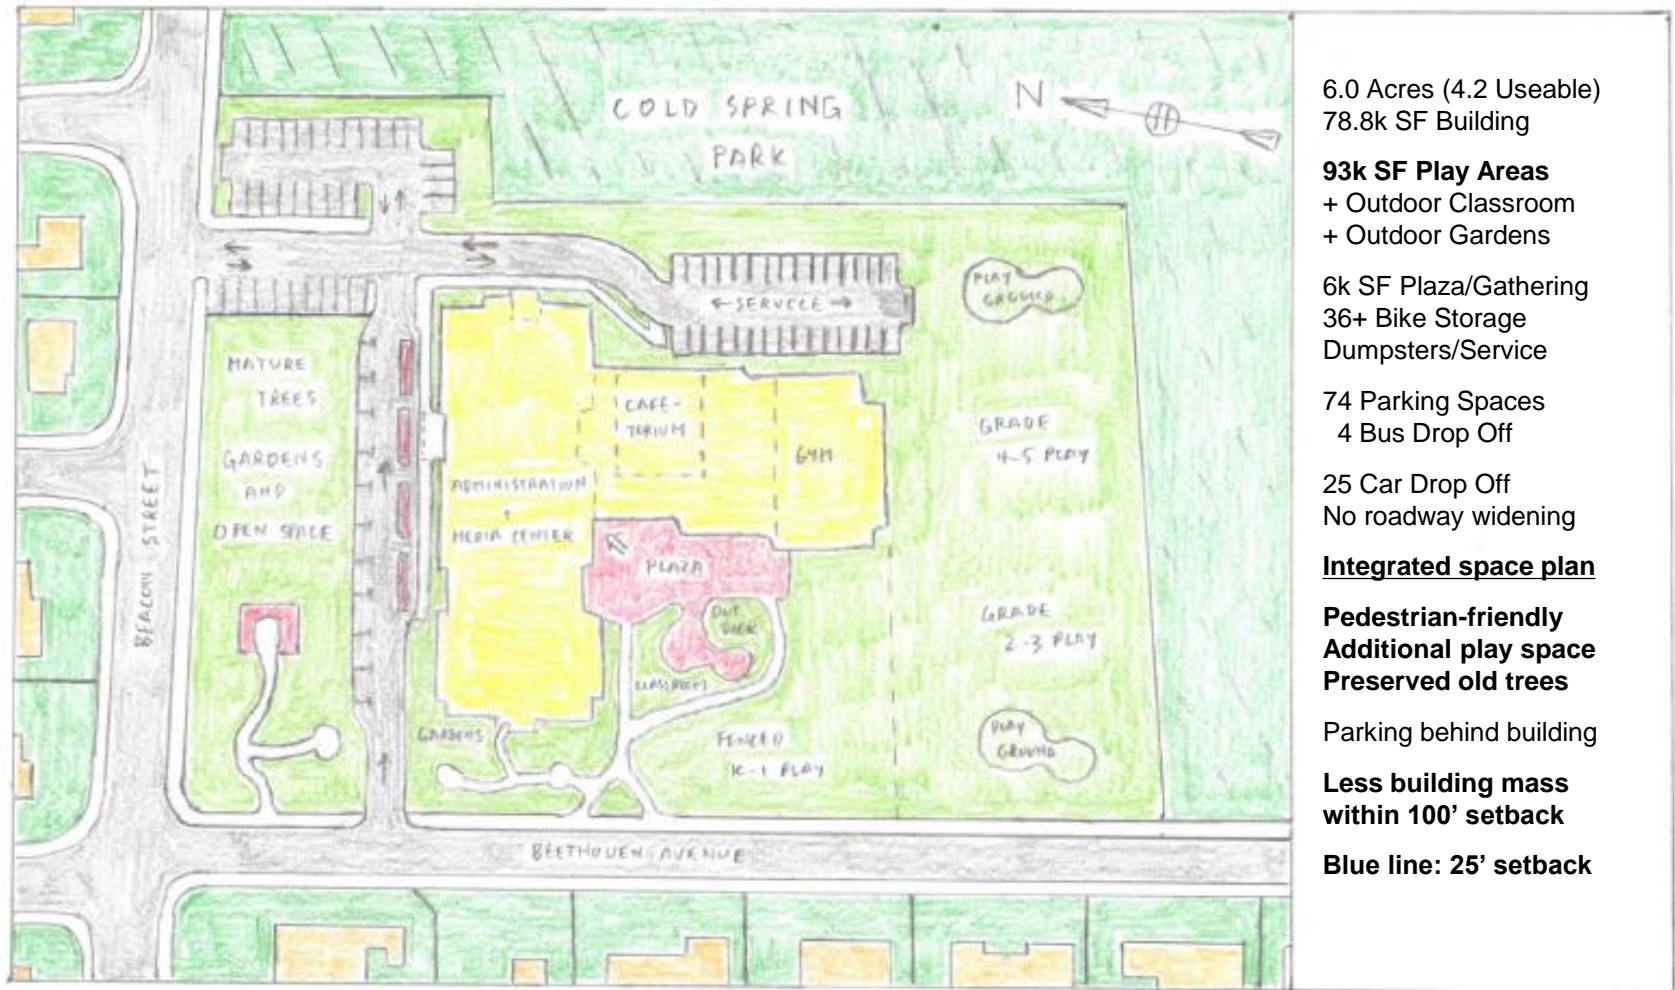 COLD SPRING
PARK
N
PLAY
GROUND
← SERVICE →
MATURE
TREES
GARDENS
AND
OPEN SPACE
BEACON STREET
CAFE-
TORIUM
GYM
ADMINISTRATION
+
MEDIA CENTER
PLAZA
OUT
DOOR
CLASSROOM
GRADE
4-5 PLAY
GRADE
2-3 PLAY
PLAY
GROUND
GARDENS
FENCED
K-1 PLAY
BEETHOVEN AVENUE
6.0 Acres (4.2 Useable)
78.8k SF Building
93k SF Play Areas
+ Outdoor Classroom
+ Outdoor Gardens
6k SF Plaza/Gathering
36+ Bike Storage
Dumpsters/Service
74 Parking Spaces
4 Bus Drop Off
25 Car Drop Off
No roadway widening
Integrated space plan
Pedestrian-friendly
Additional play space
Preserved old trees
Parking behind building
Less building mass
within 100' setback
Blue line: 25' setback